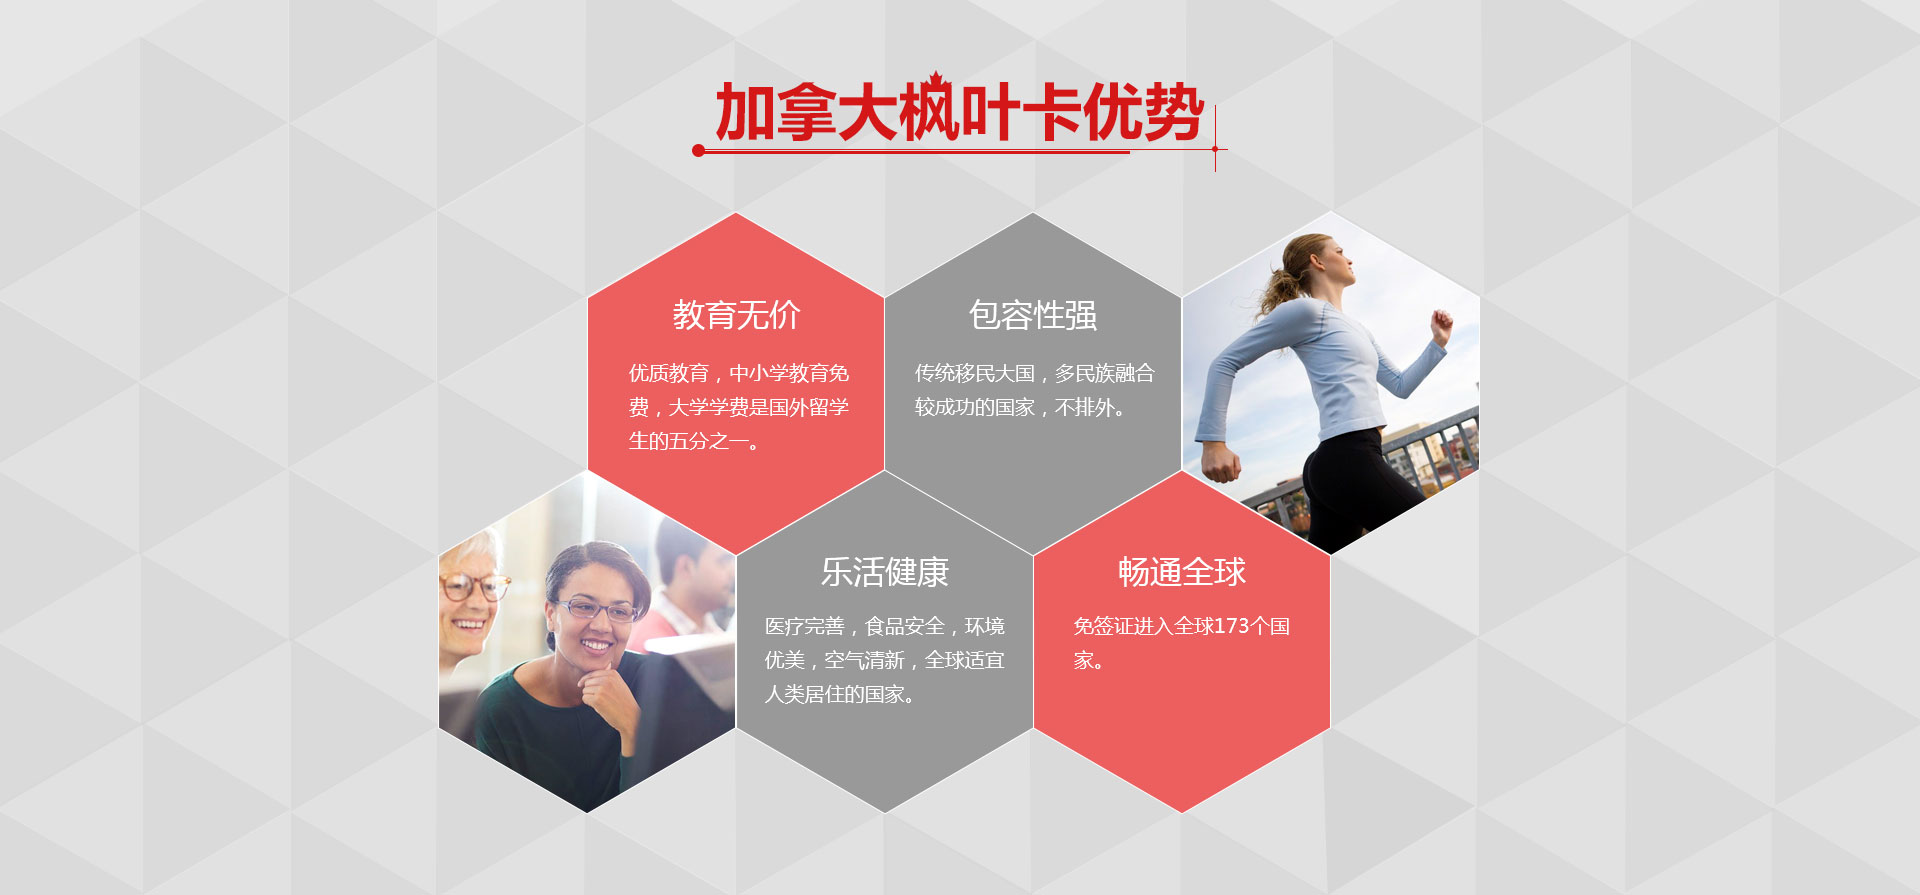 加拿大枫叶卡优势
教育无价
优质教育，中小学教育免
费，大学学费是国外留学
生的五分之一。
包容性强
传统移民大国，多民族融合
较成功的国家，不排外。
乐活健康
医疗完善，食品安全，环境
优美，空气清新，全球适宜
人类居住的国家。
畅通全球
免签证进入全球173个国
家。